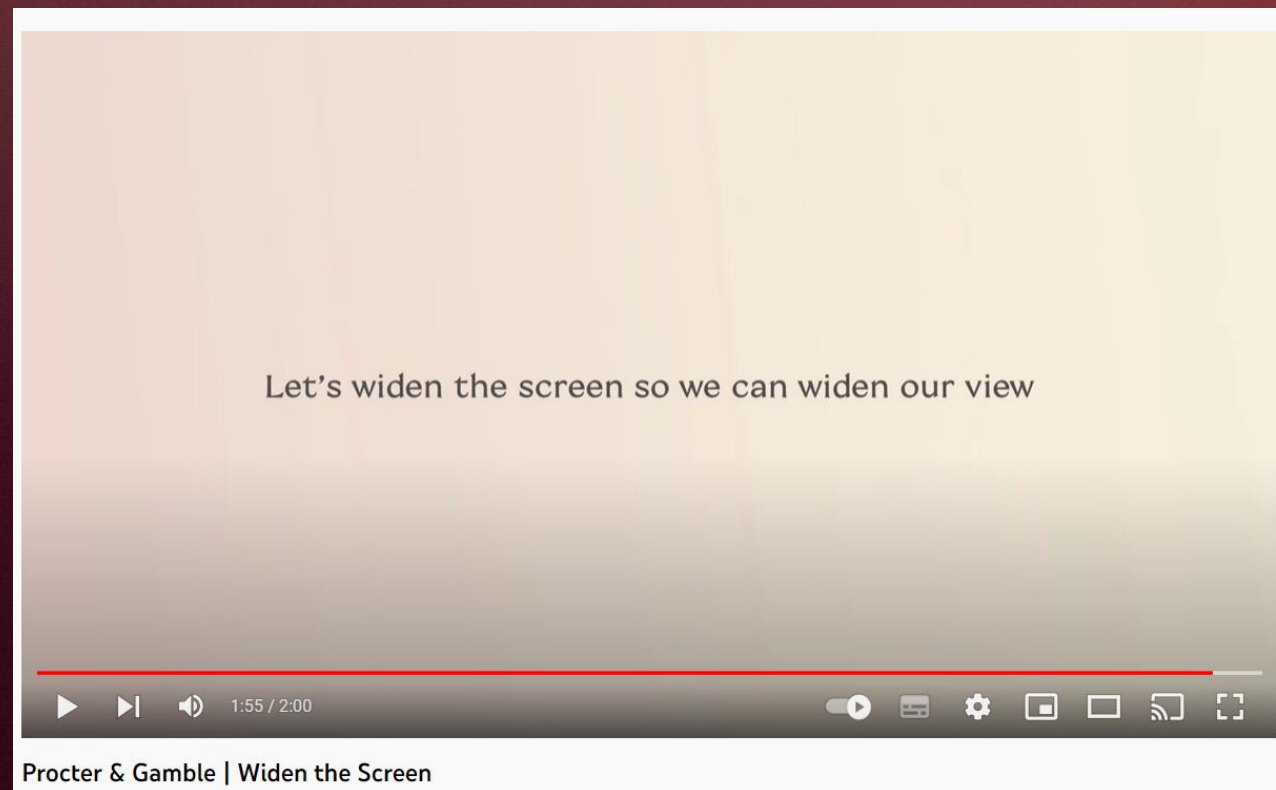 Let's widen the screen so we can widen our view
1:55 / 2:00
Procter & Gamble | Widen the Screen